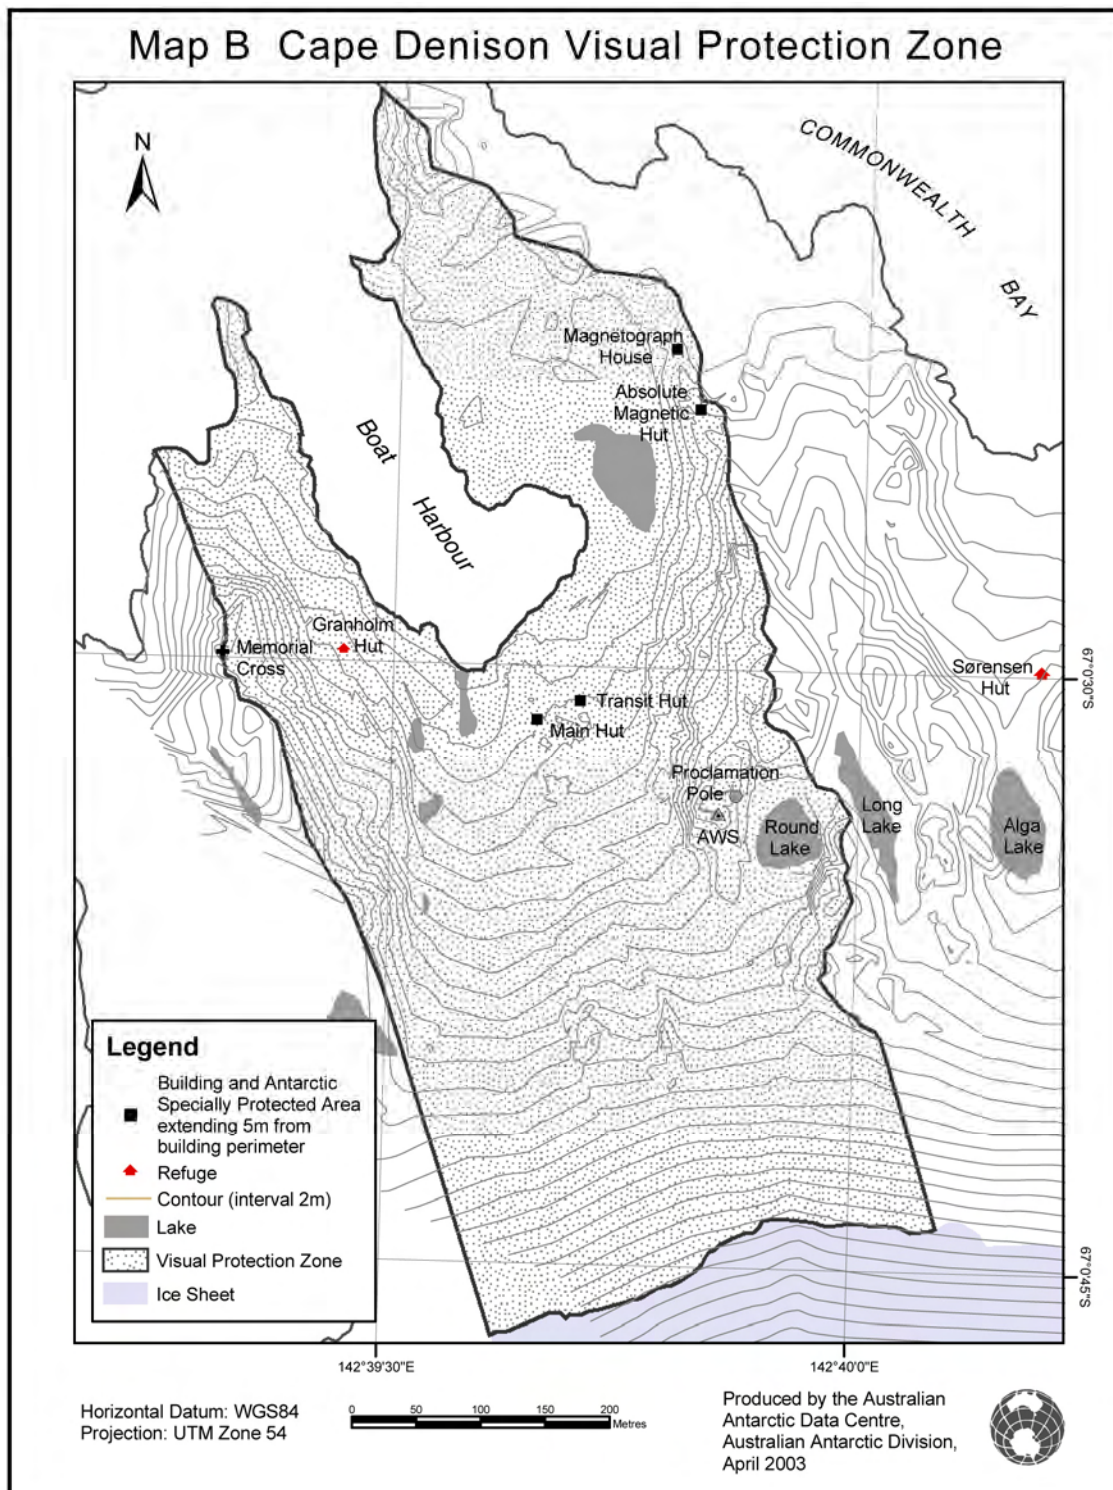 Map B Cape Denison Visual Protection Zone
N
COMMONWEALTH
BAY
Magnetograph
House
Absolute
Magnetic
Hut
Boat
Harbour
Granholm
Hut
Memorial
Cross
Sørensen
Hut
67°0'30"S
Transit Hut
Main Hut
Proclamation
Pole
AWS
Round
Lake
Long
Lake
Alga
Lake
Legend
Building and Antarctic
Specially Protected Area
extending 5m from
building perimeter
Refuge
Contour (interval 2m)
Lake
Visual Protection Zone
Ice Sheet
67°0'45"S
142°39'30"E
142°40'0"E
Horizontal Datum: WGS84
Projection: UTM Zone 54
0 50 100 150 200
Metres
Produced by the Australian
Antarctic Data Centre,
Australian Antarctic Division,
April 2003